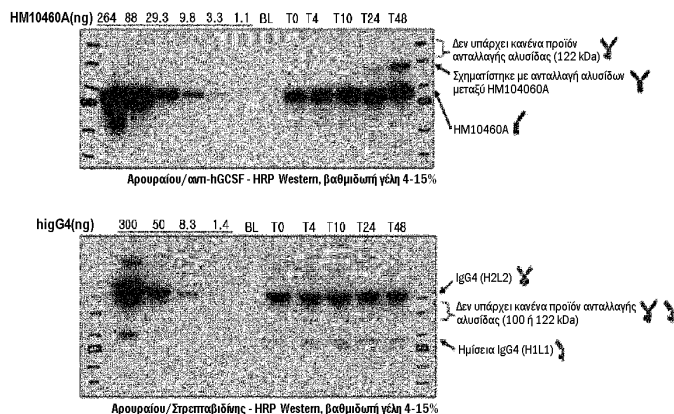 HM10460A(ng) 264 88 29.3 9.8 3.3 1.1 BL T0 T4 T10 T24 T48
Δεν υπάρχει κανένα προϊόν
ανταλλαγής αλυσίδας (122 kDa)
Σχηματίστηκε με ανταλλαγή αλυσίδων
μεταξύ HM104060A
HM10460A
Αρουραίου/αντι-hGCSF - HRP Western, βαθμιδωτή γέλη 4-15%
higG4(ng) 300 50 8,3 1.4 BL T0 T4 T10 T24 T48
IgG4 (H2L2)
Δεν υπάρχει κανένα προϊόν ανταλλαγής
αλυσίδας (100 ή 122 kDa)
Ημίσεια IgG4 (H1L1)
Αρουραίου/Στρεπταβιδίνης - HRP Western, βαθμιδωτή γέλη 4-15%